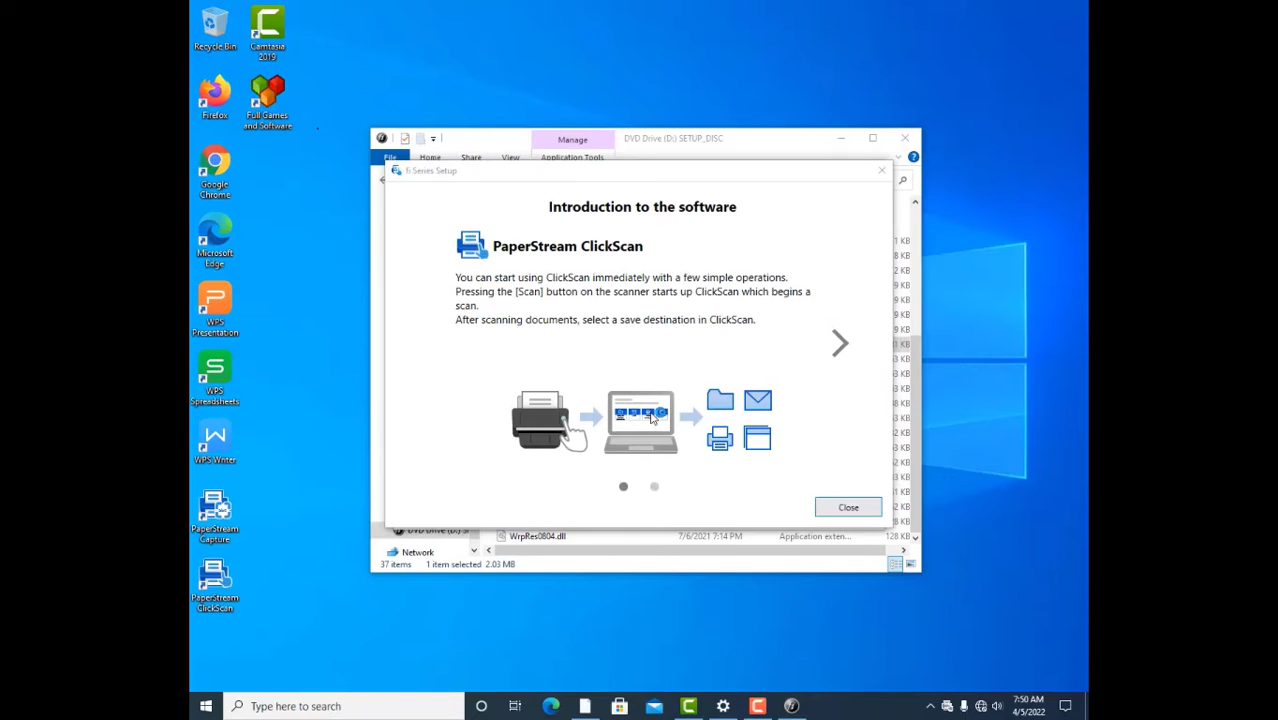 Recycle Bin
Camtasia
2019
Firefox
Full Games
and Software
Google
Chrome
Microsoft
Edge
WPS
Presentation
WPS
Spreadsheets
WPS Writer
PaperStream
Capture
PaperStream
ClickScan
Manage
DVD Drive (D:) SETUP_DISC
File
Home
Share
View
Application Tools
fi Series Setup
Introduction to the software
PaperStream ClickScan
You can start using ClickScan immediately with a few simple operations.
Pressing the [Scan] button on the scanner starts up ClickScan which begins a
scan.
After scanning documents, select a save destination in ClickScan.
Close
DVD Drive (D:) S
WrpRes0804.dll
7/6/2021 7:14 PM
Application exten...
128 KB
Network
37 items
1 item selected 2.03 MB
Type here to search
7:50 AM
4/5/2022